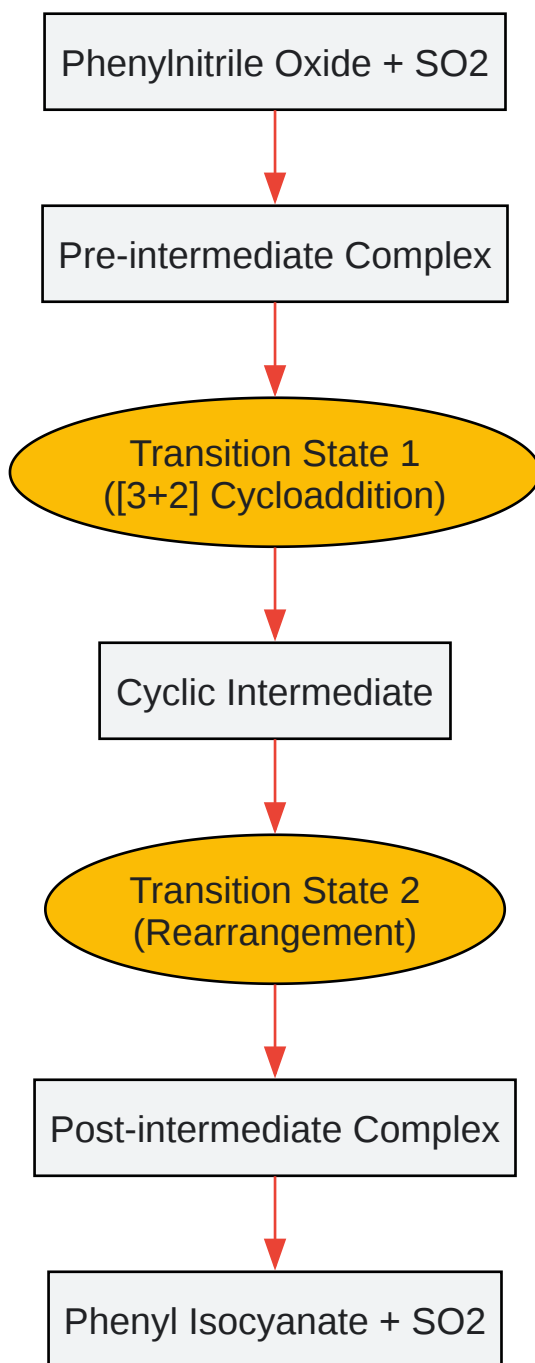 Phenylnitrile Oxide + SO2
Pre-intermediate Complex
Transition State 1
([3+2] Cycloaddition)
Cyclic Intermediate
Transition State 2
(Rearrangement)
Post-intermediate Complex
Phenyl Isocyanate + SO2